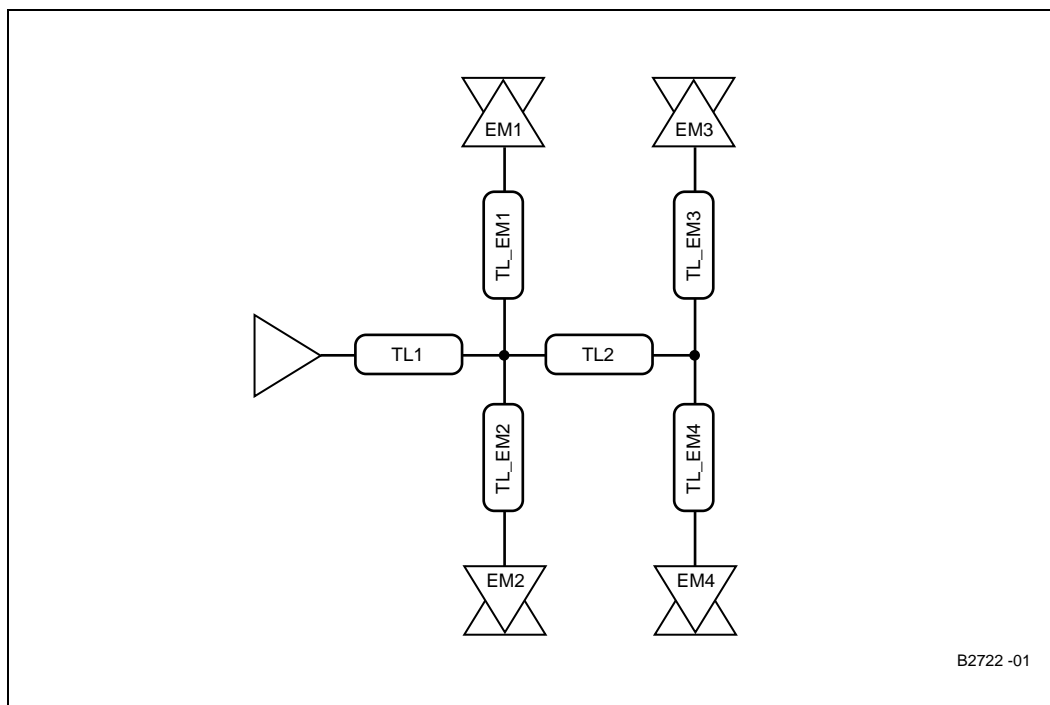 EM1
EM3
TL_EM1
TL_EM3
TL1
TL2
TL_EM2
TL_EM4
EM2
EM4
B2722 -01